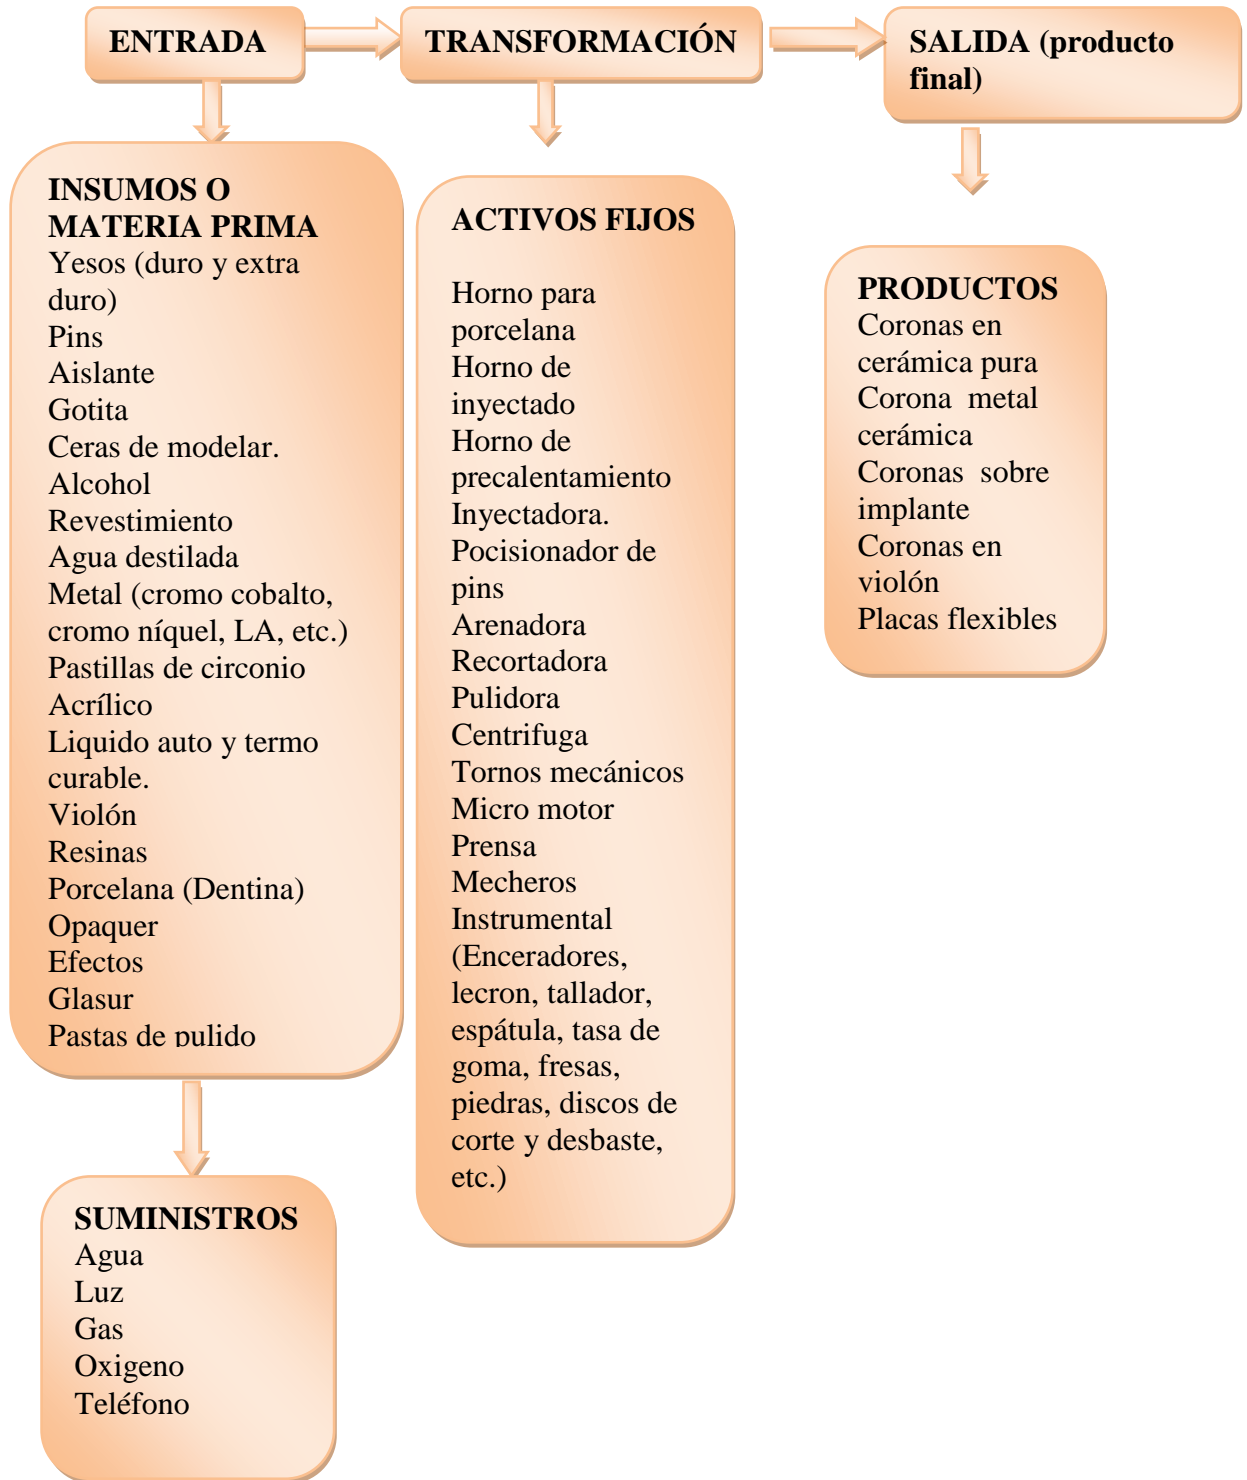 ENTRADA
TRANSFORMACIÓN
SALIDA (producto
final)
INSUMOS O
MATERIA PRIMA
Yesos (duro y extra
duro)
Pins
Aislante
Gotita
Ceras de modelar.
Alcohol
Revestimiento
Agua destilada
Metal (cromo cobalto,
cromo níquel, LA, etc.)
Pastillas de circonio
Acrílico
Liquido auto y termo
curable.
Violón
Resinas
Porcelana (Dentina)
Opaquer
Efectos
Glasur
Pastas de pulido
SUMINISTROS
Agua
Luz
Gas
Oxigeno
Teléfono
ACTIVOS FIJOS
Horno para
porcelana
Horno de
inyectado
Horno de
precalentamiento
Inyectadora.
Pocisionador de
pins
Arenadora
Recortadora
Pulidora
Centrifuga
Tornos mecánicos
Micro motor
Prensa
Mecheros
Instrumental
(Enceradores,
lecron, tallador,
espátula, tasa de
goma, fresas,
piedras, discos de
corte y desbaste,
etc.)
PRODUCTOS
Coronas en
cerámica pura
Corona metal
cerámica
Coronas sobre
implante
Coronas en
violón
Placas flexibles